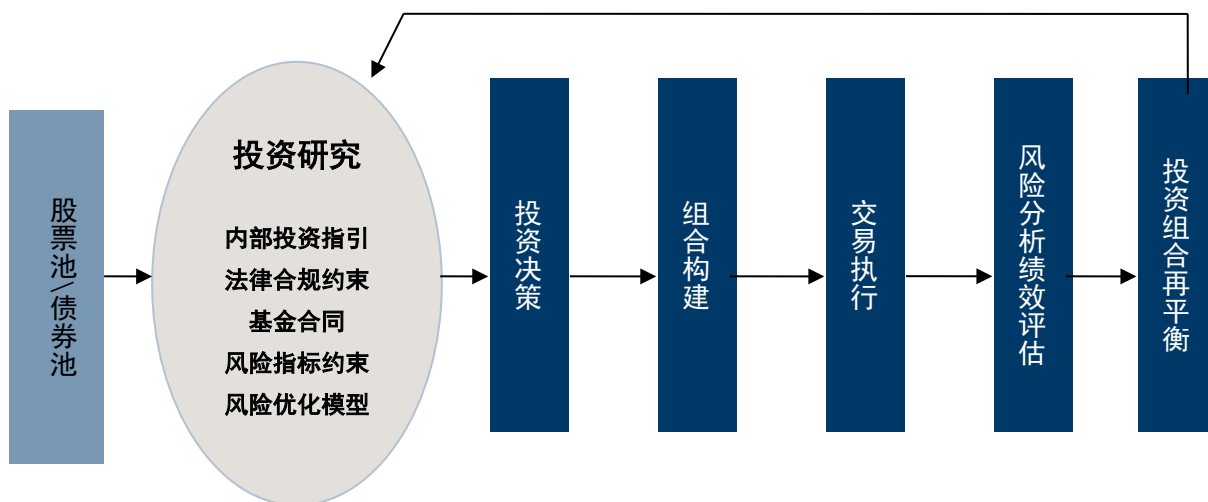 股票池\债券池
投资研究
内部投资指引
法律合规约束
基金合同
风险指标约束
风险优化模型
投资决策
组合构建
交易执行
风险分析绩效评估
投资组合再平衡